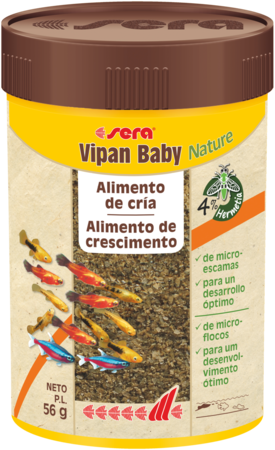 sera
sera
Vipan Baby Nature
Alimento
de cría
Alimento de
crescimento
4% Hermetia
✓ de micro-
escamas
✓ para un
desarrollo
óptimo
✓ de micro-
flocos
✓ para um
desenvol-
vimento
ótimo
NETO
P.L.
56 g